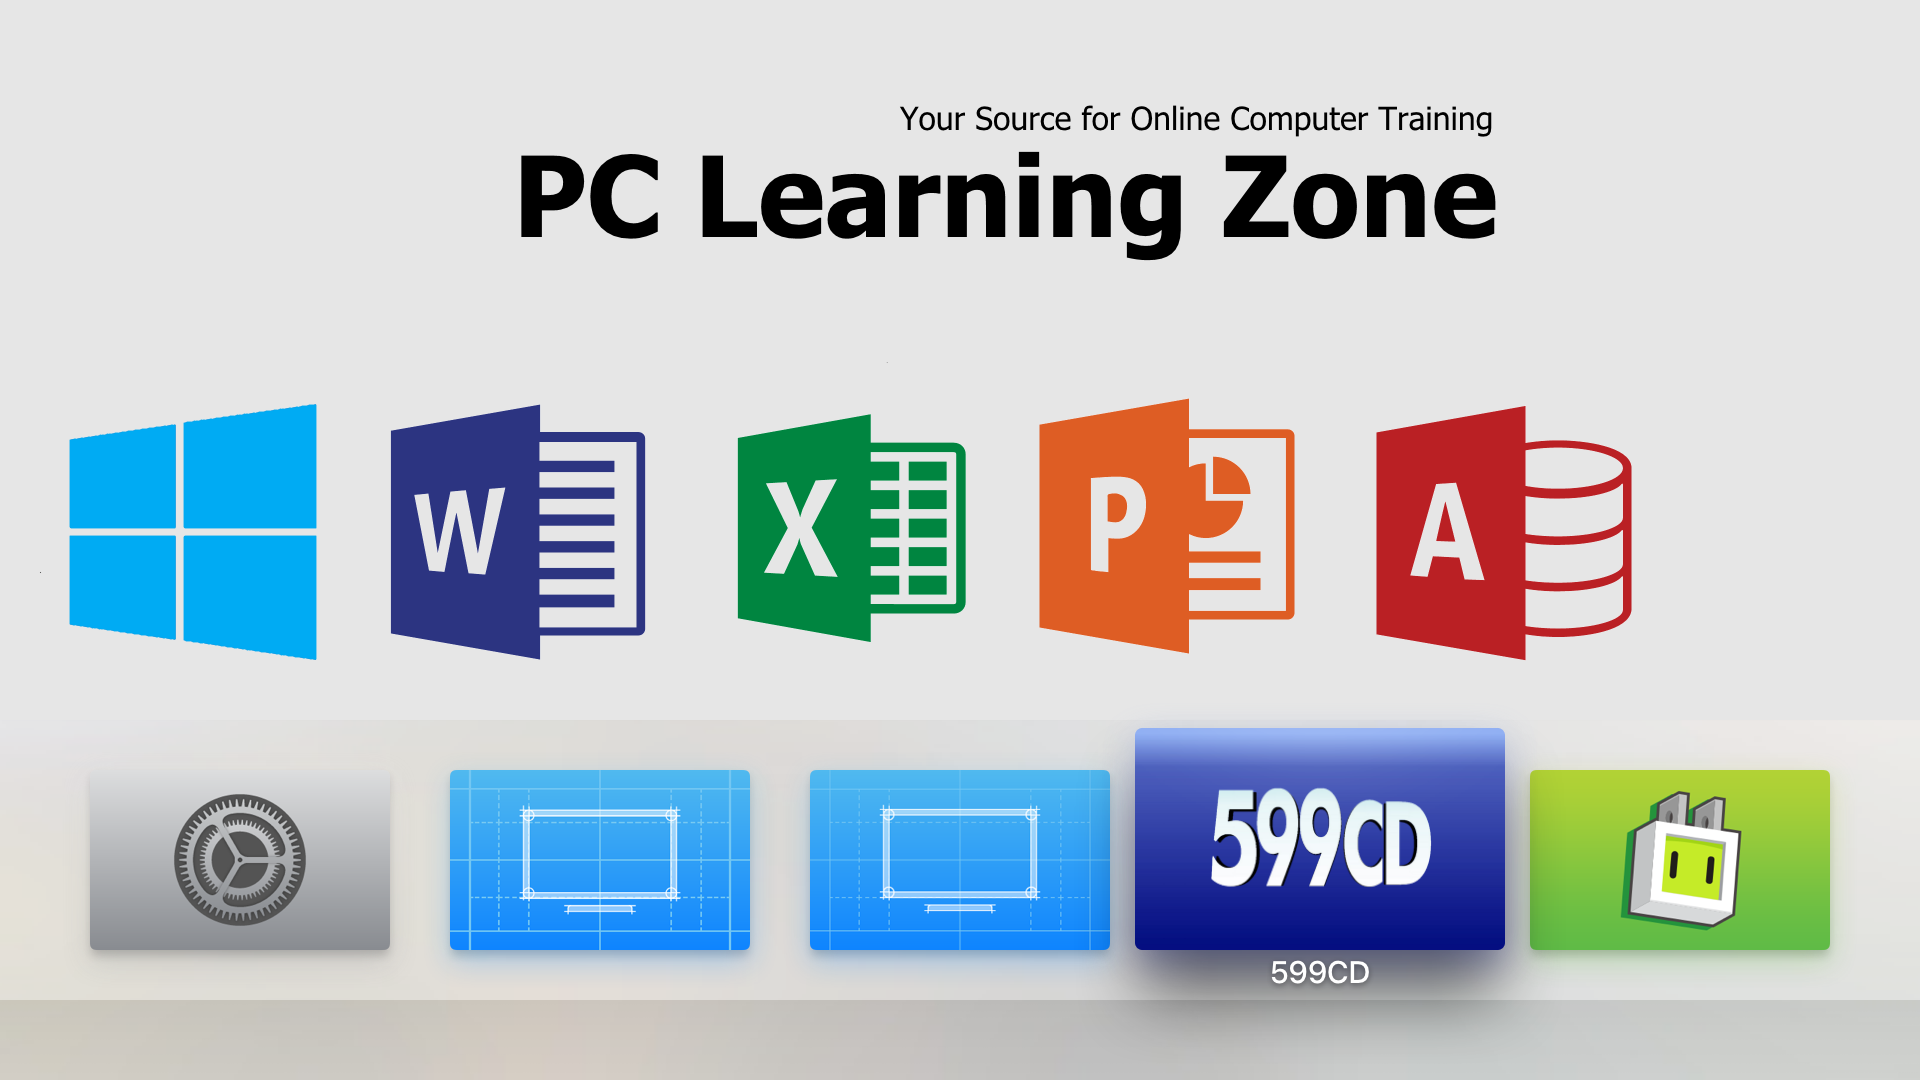 Your Source for Online Computer Training
PC Learning Zone
W
X
P
A
599CD
599CD